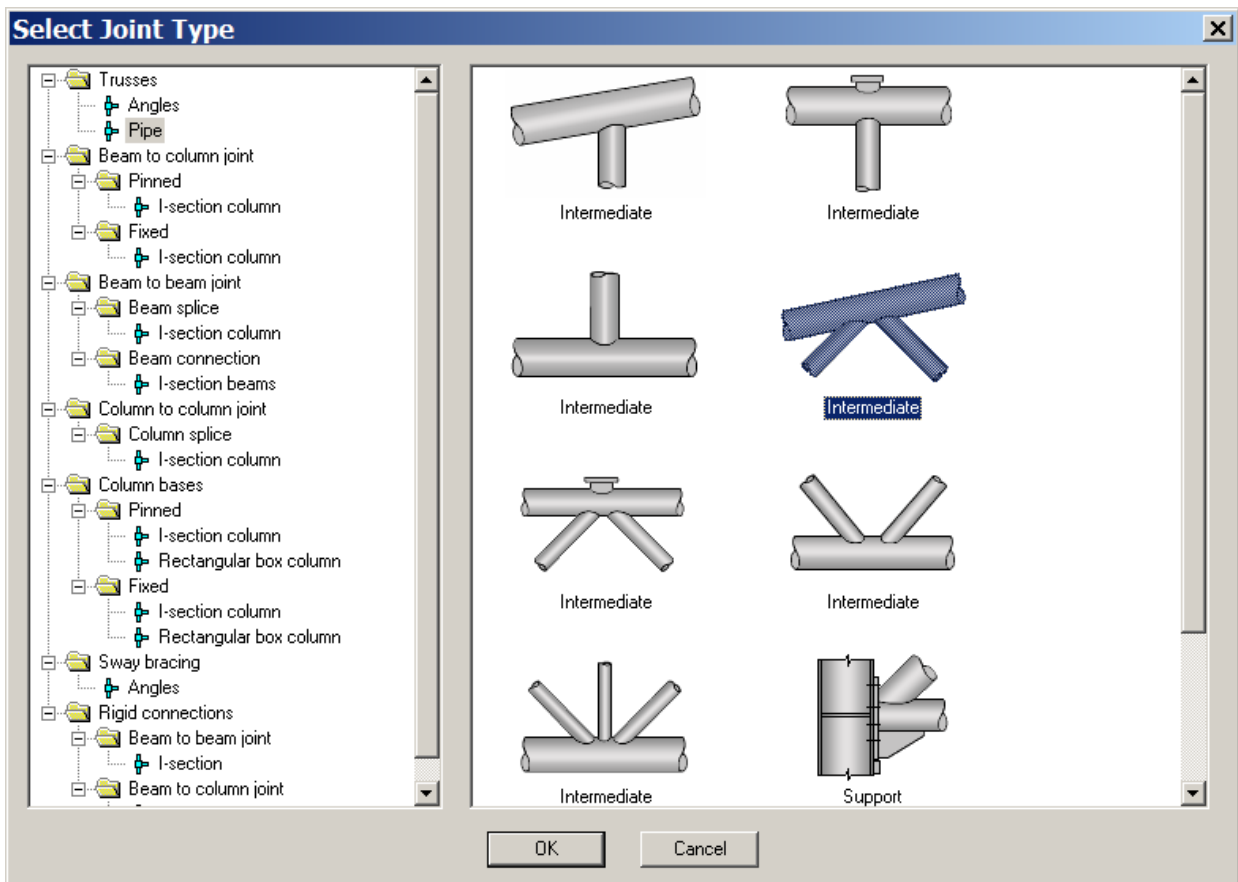 Select Joint Type
Trusses
Angles
Pipe
Beam to column joint
Pinned
I-section column
Fixed
I-section column
Beam to beam joint
Beam splice
I-section column
Beam connection
I-section beams
Column to column joint
Column splice
I-section column
Column bases
Pinned
I-section column
Rectangular box column
Fixed
I-section column
Rectangular box column
Sway bracing
Angles
Rigid connections
Beam to beam joint
I-section
Beam to column joint
Intermediate
Intermediate
Intermediate
Intermediate
Intermediate
Intermediate
Intermediate
Support
OK
Cancel